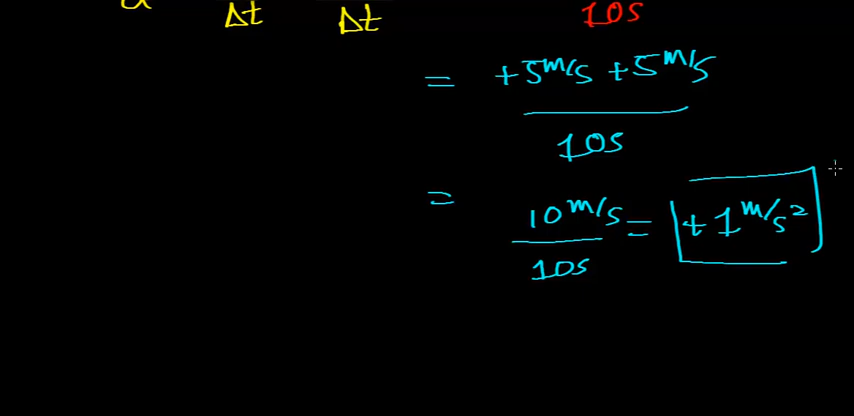 Δt Δt 10s
= +5m/s +5m/s
10s
= 10m/s = +1m/s²
10s